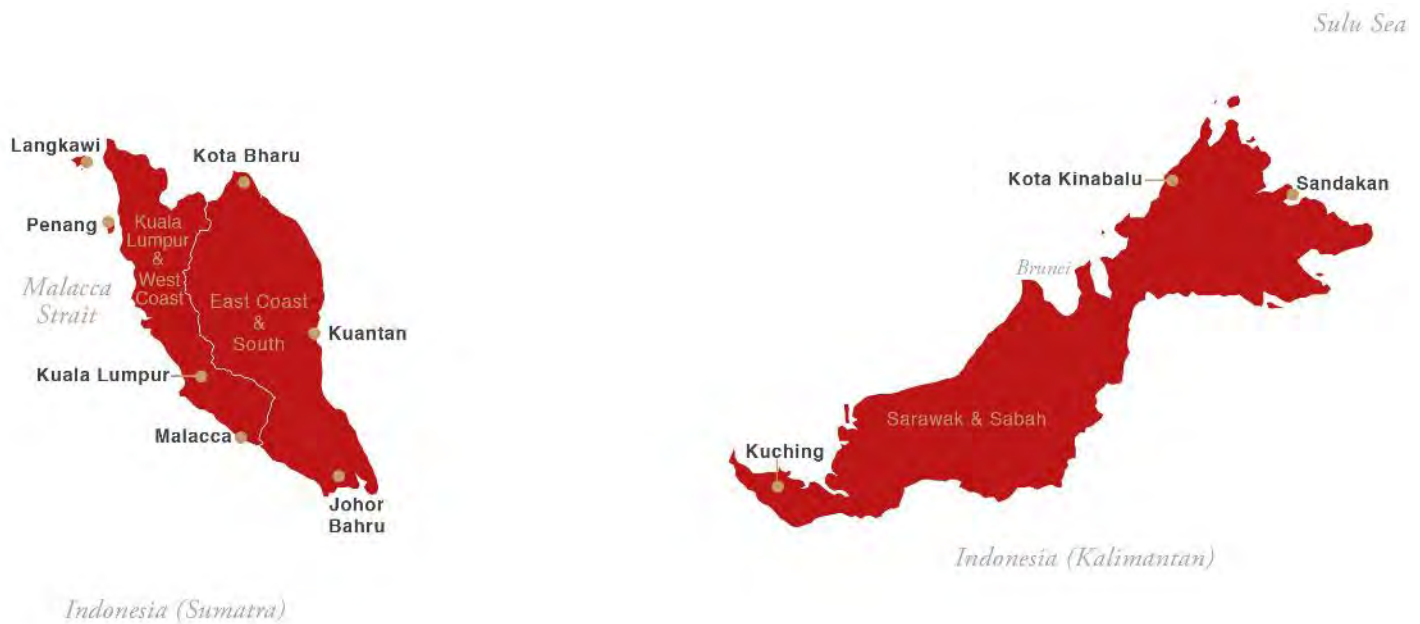 Sulu Sea
Langkawi
Kota Bharu
Penang
Kuala
Lumpur
&
West
Coast
Malacca
Strait
East Coast
&
South
Kuantan
Kuala Lumpur
Malacca
Johor
Bahru
Indonesia (Sumatra)
Kota Kinabalu
Sandakan
Brunei
Sarawak & Sabah
Kuching
Indonesia (Kalimantan)